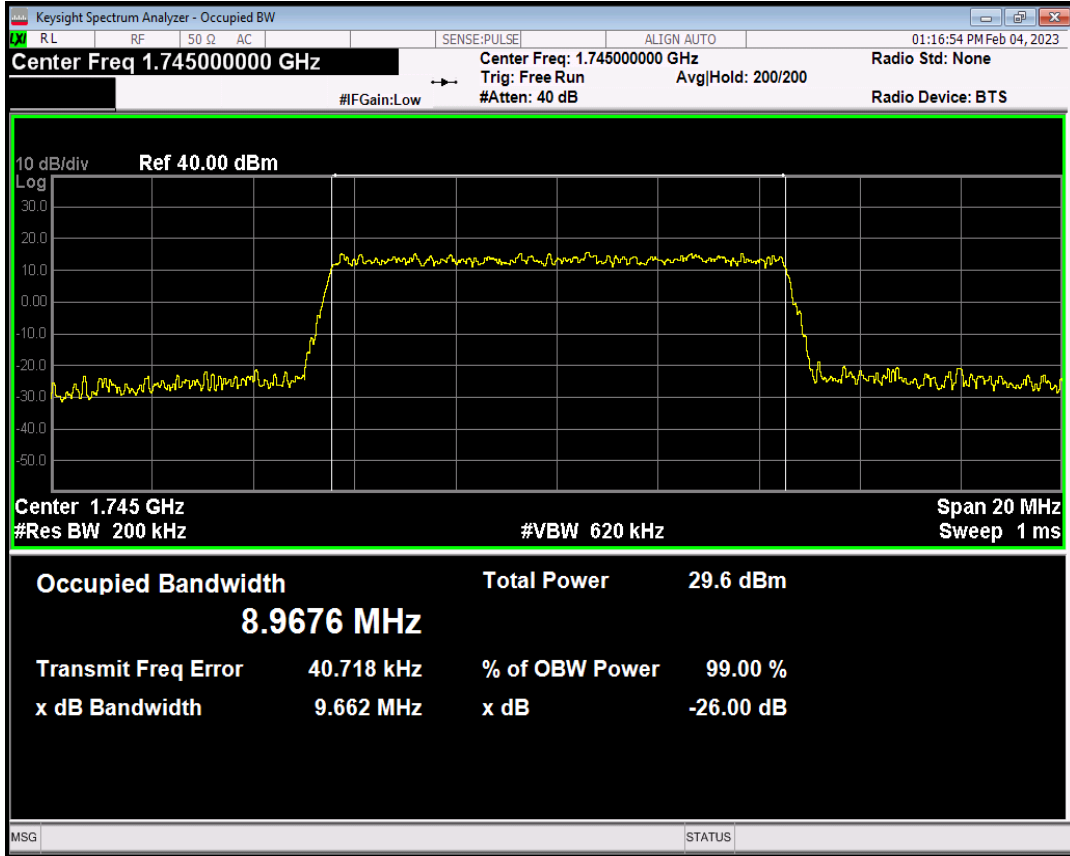 Keysight Spectrum Analyzer - Occupied BW
LXI RL RF 50 Ω AC SENSE:PULSE ALIGN AUTO 01:16:54 PM Feb 04, 2023
Center Freq 1.745000000 GHz Center Freq: 1.745000000 GHz Radio Std: None
Trig: Free Run Avg|Hold: 200/200
#IFGain:Low #Atten: 40 dB Radio Device: BTS
10 dB/div Ref 40.00 dBm
Log
30.0
20.0
10.0
0.00
-10.0
-20.0
-30.0
-40.0
-50.0
Center 1.745 GHz Span 20 MHz
#Res BW 200 kHz #VBW 620 kHz Sweep 1 ms
Occupied Bandwidth Total Power 29.6 dBm
8.9676 MHz
Transmit Freq Error 40.718 kHz % of OBW Power 99.00 %
x dB Bandwidth 9.662 MHz x dB -26.00 dB
MSG STATUS